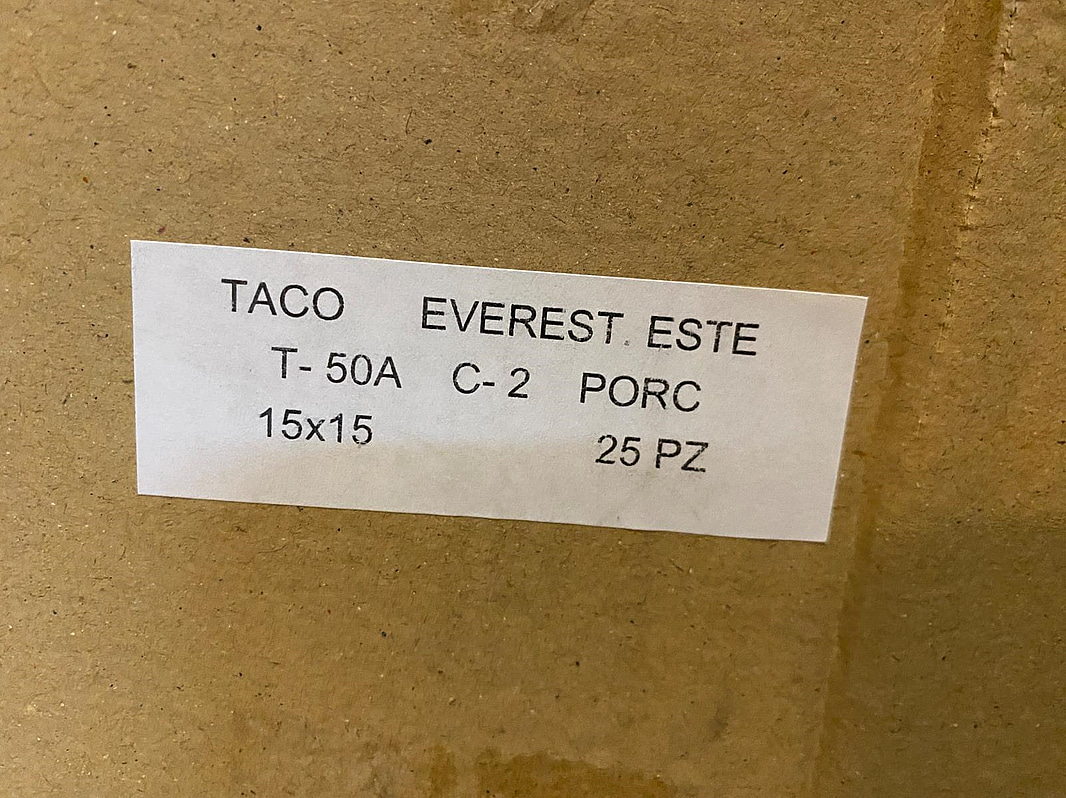 TACO EVEREST. ESTE
T- 50A C- 2 PORC
15x15 25 PZ